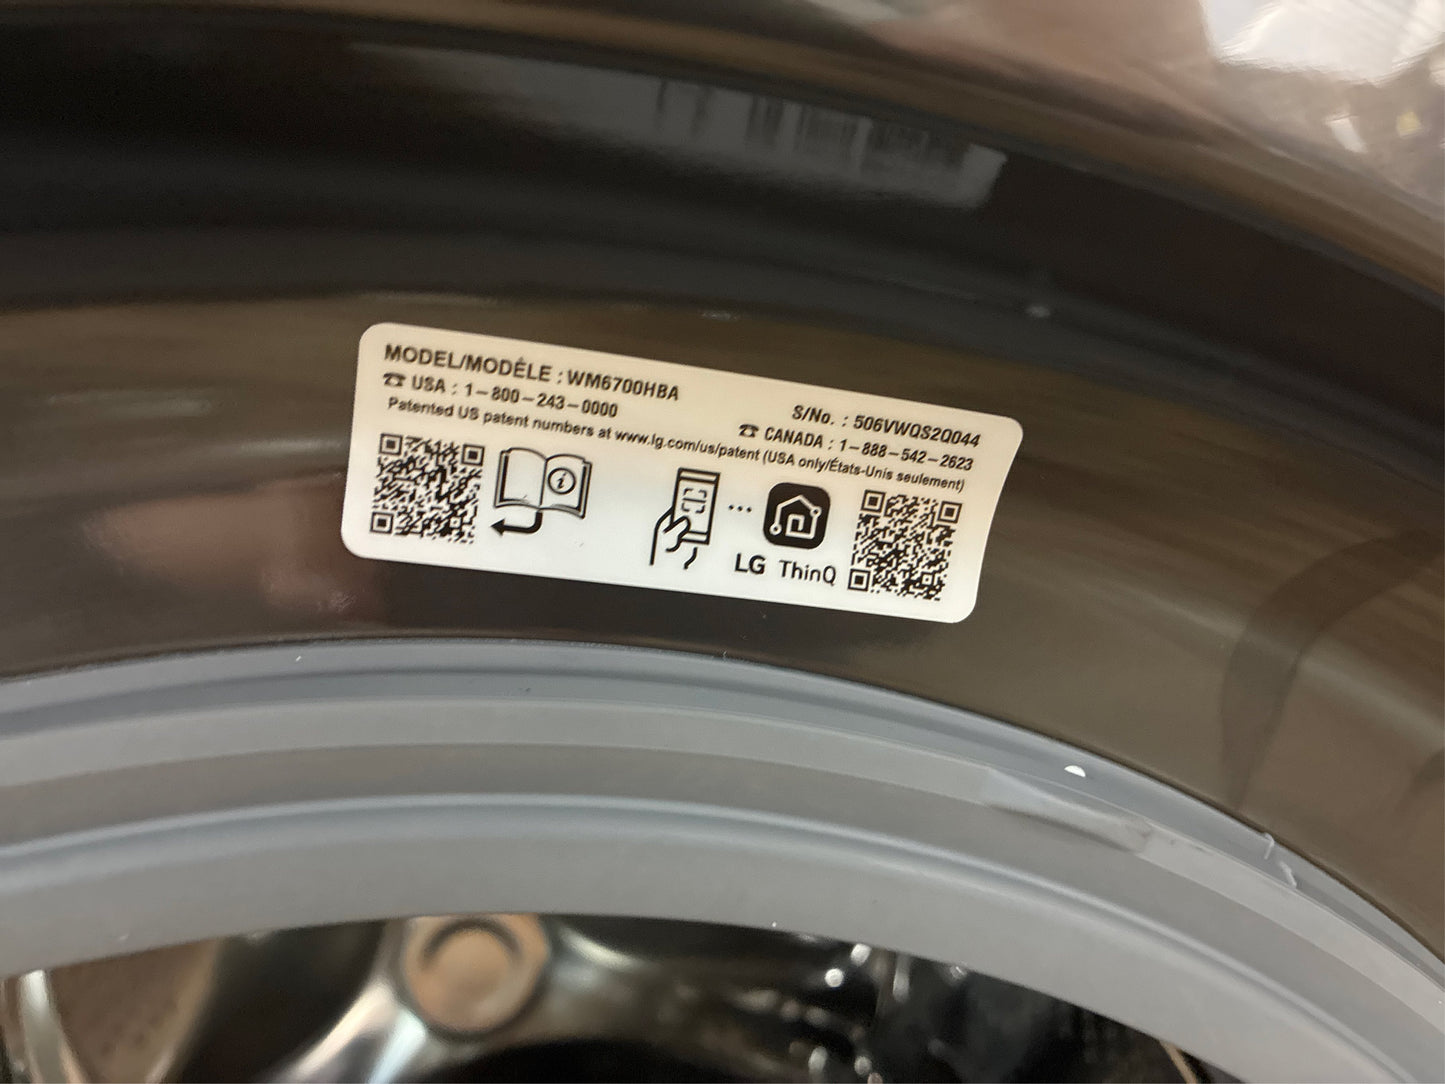 MODEL/MODÈLE : WM6700HBA
S/No. : 506VWQS2Q044
☎ USA : 1-800-243-0000
☎ CANADA : 1-888-542-2623
Patented US patent numbers at www.lg.com/us/patent (USA only/États-Unis seulement)
LG ThinQ